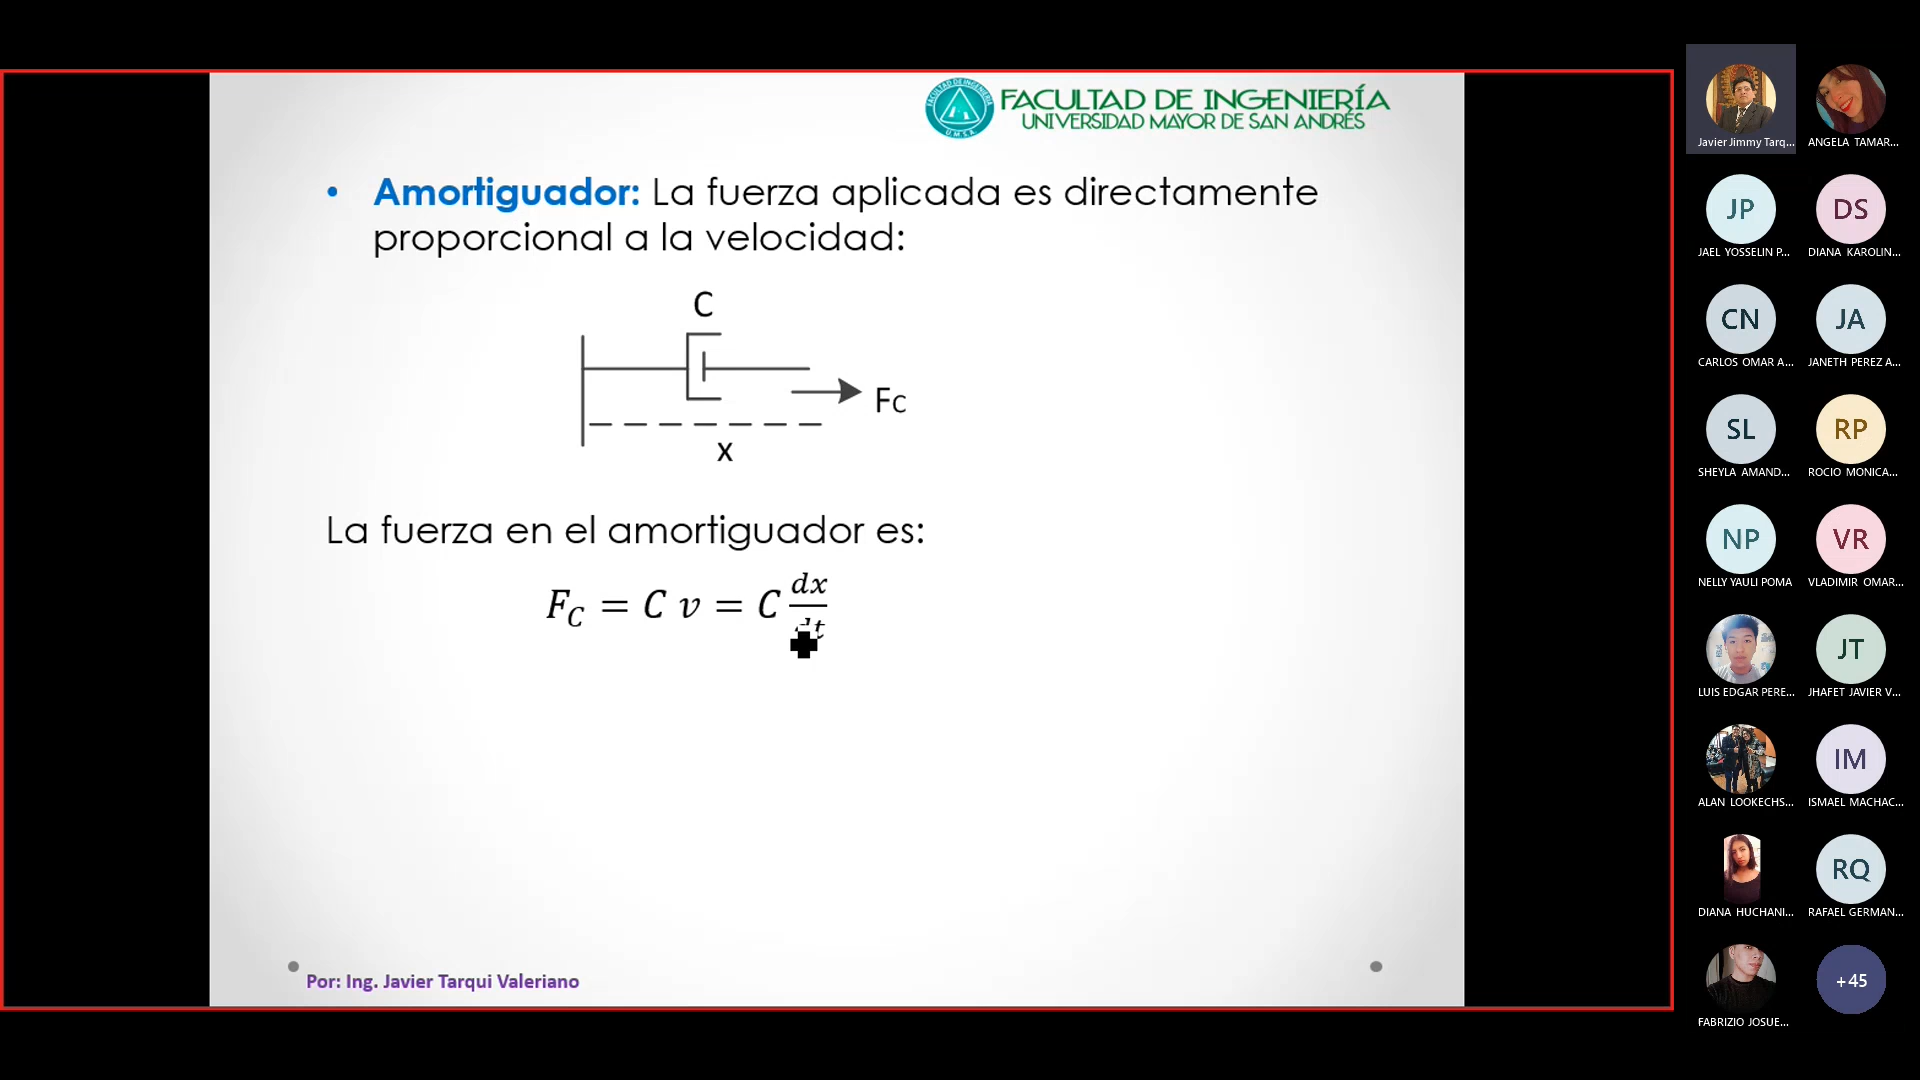 FACULTAD DE INGENIERÍA
UNIVERSIDAD MAYOR DE SAN ANDRÉS
• Amortiguador: La fuerza aplicada es directamente
proporcional a la velocidad:
C
Fc
x
La fuerza en el amortiguador es:
F_C = C v = C dx/dt
Por: Ing. Javier Tarqui Valeriano
Javier Jimmy Tarq...
ANGELA TAMAR...
JP
DS
JAEL YOSSELIN P...
DIANA KAROLIN...
CN
JA
CARLOS OMAR A...
JANETH PEREZ A...
SL
RP
SHEYLA AMAND...
ROCIO MONICA...
NP
VR
NELLY YAULI POMA
VLADIMIR OMAR...
JT
LUIS EDGAR PERE...
JHAFET JAVIER V...
IM
ALAN LOOKECHS...
ISMAEL MACHAC...
RQ
DIANA HUCHANI...
RAFAEL GERMAN...
+45
FABRIZIO JOSUE...